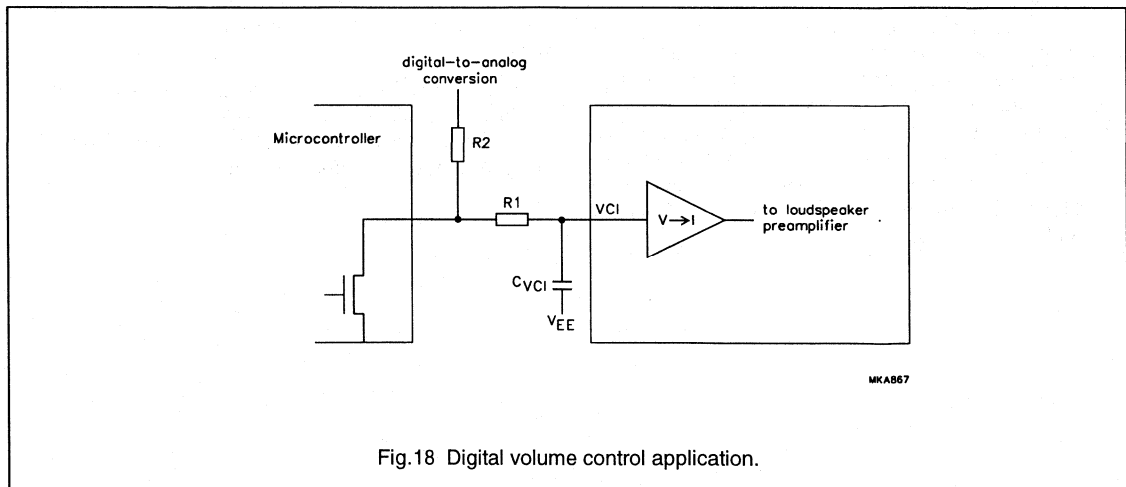 digital-to-analog
conversion
Microcontroller
R2
R1
VCI
V→I
to loudspeaker
preamplifier
CVCI
VEE
MKA867
Fig.18 Digital volume control application.